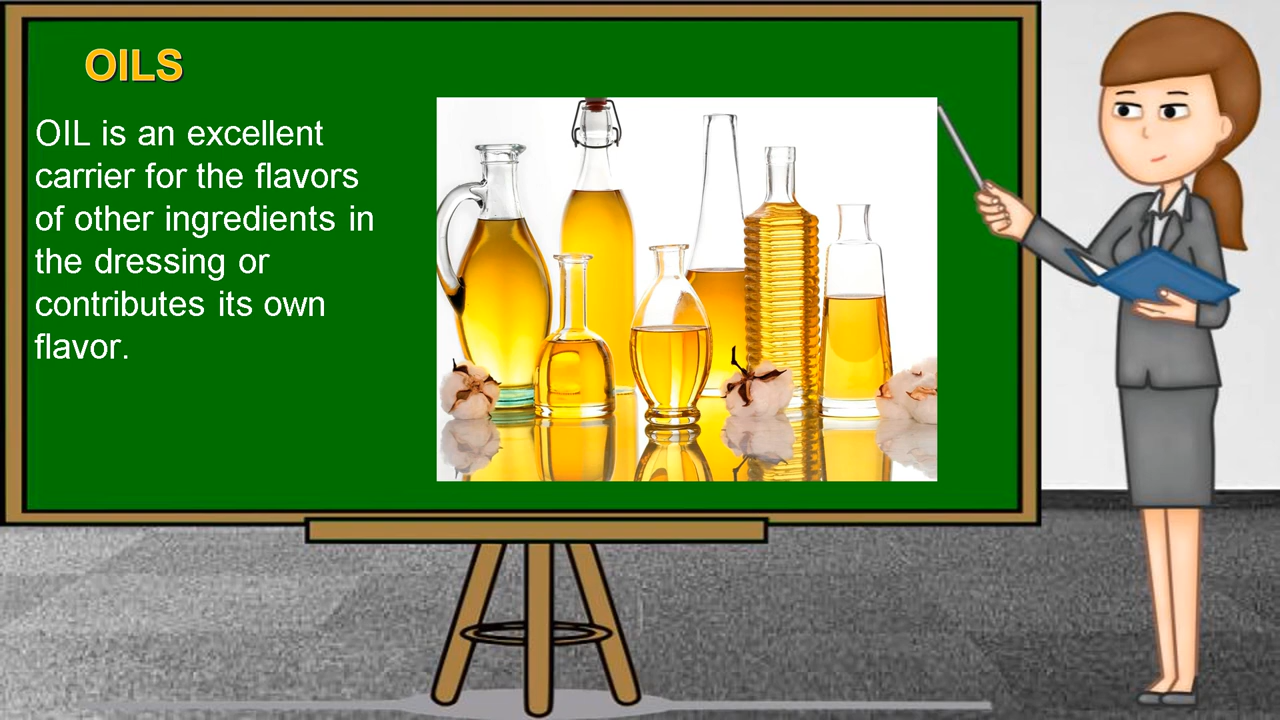 OILS
OIL is an excellent
carrier for the flavors
of other ingredients in
the dressing or
contributes its own
flavor.